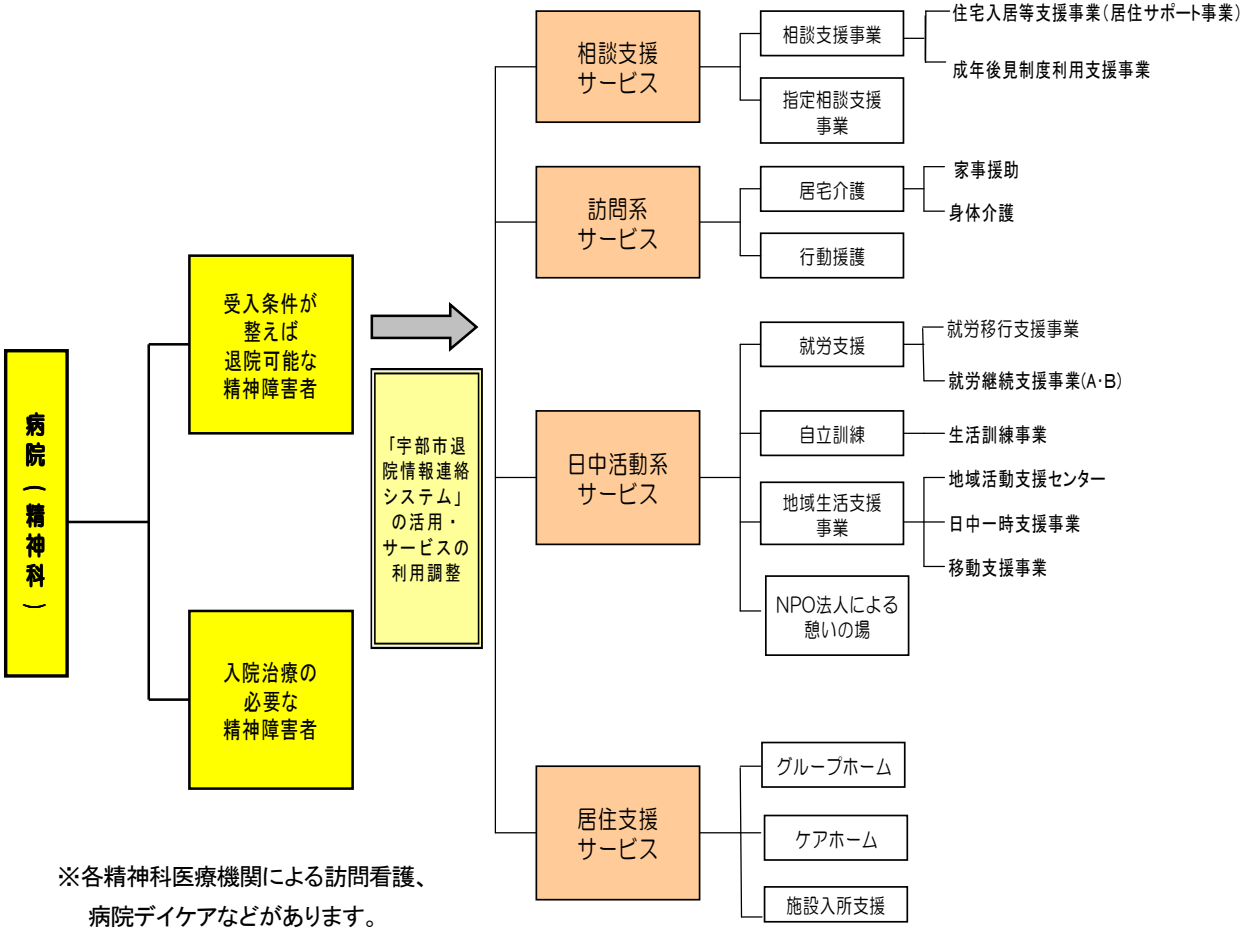 病院（精神科）
受入条件が
整えば
退院可能な
精神障害者
入院治療の
必要な
精神障害者
「宇部市退
院情報連絡
システム」
の活用・
サービスの
利用調整
相談支援
サービス
相談支援事業
住宅入居等支援事業(居住サポート事業)
成年後見制度利用支援事業
指定相談支援
事業
訪問系
サービス
居宅介護
家事援助
身体介護
行動援護
日中活動系
サービス
就労支援
就労移行支援事業
就労継続支援事業(A・B)
自立訓練
生活訓練事業
地域生活支援
事業
地域活動支援センター
日中一時支援事業
移動支援事業
NPO法人による
憩いの場
居住支援
サービス
グループホーム
ケアホーム
施設入所支援
※各精神科医療機関による訪問看護、
病院デイケアなどがあります。